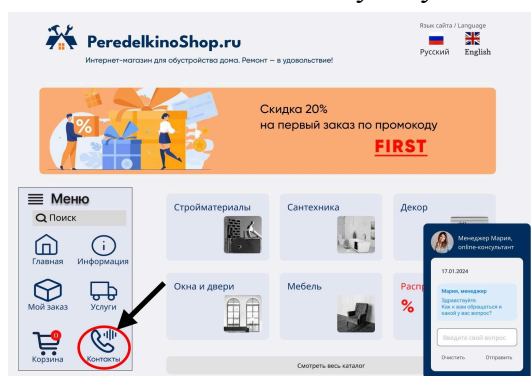 Язык сайта / Language
PeredelkinoShop.ru
Русский English
Интернет-магазин для обустройства дома. Ремонт – в удовольствие!
Скидка 20%
на первый заказ по промокоду
FIRST
%
Меню
Поиск
Главная Информация
Мой заказ Услуги
0
Корзина Контакты
Стройматериалы Сантехника Декор
Окна и двери Мебель
%
Смотреть весь каталог
Менеджер Мария,
online-консультант
17.01.2024
Мария, менеджер
Здравствуйте.
Как к вам обращаться и
какой у вас вопрос?
Введите свой вопрос
Очистить Отправить